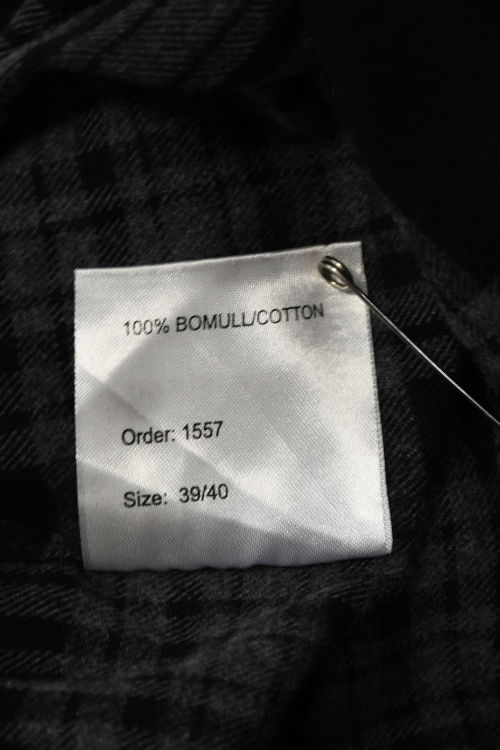 100% BOMULL/COTTON
Order: 1557
Size: 39/40